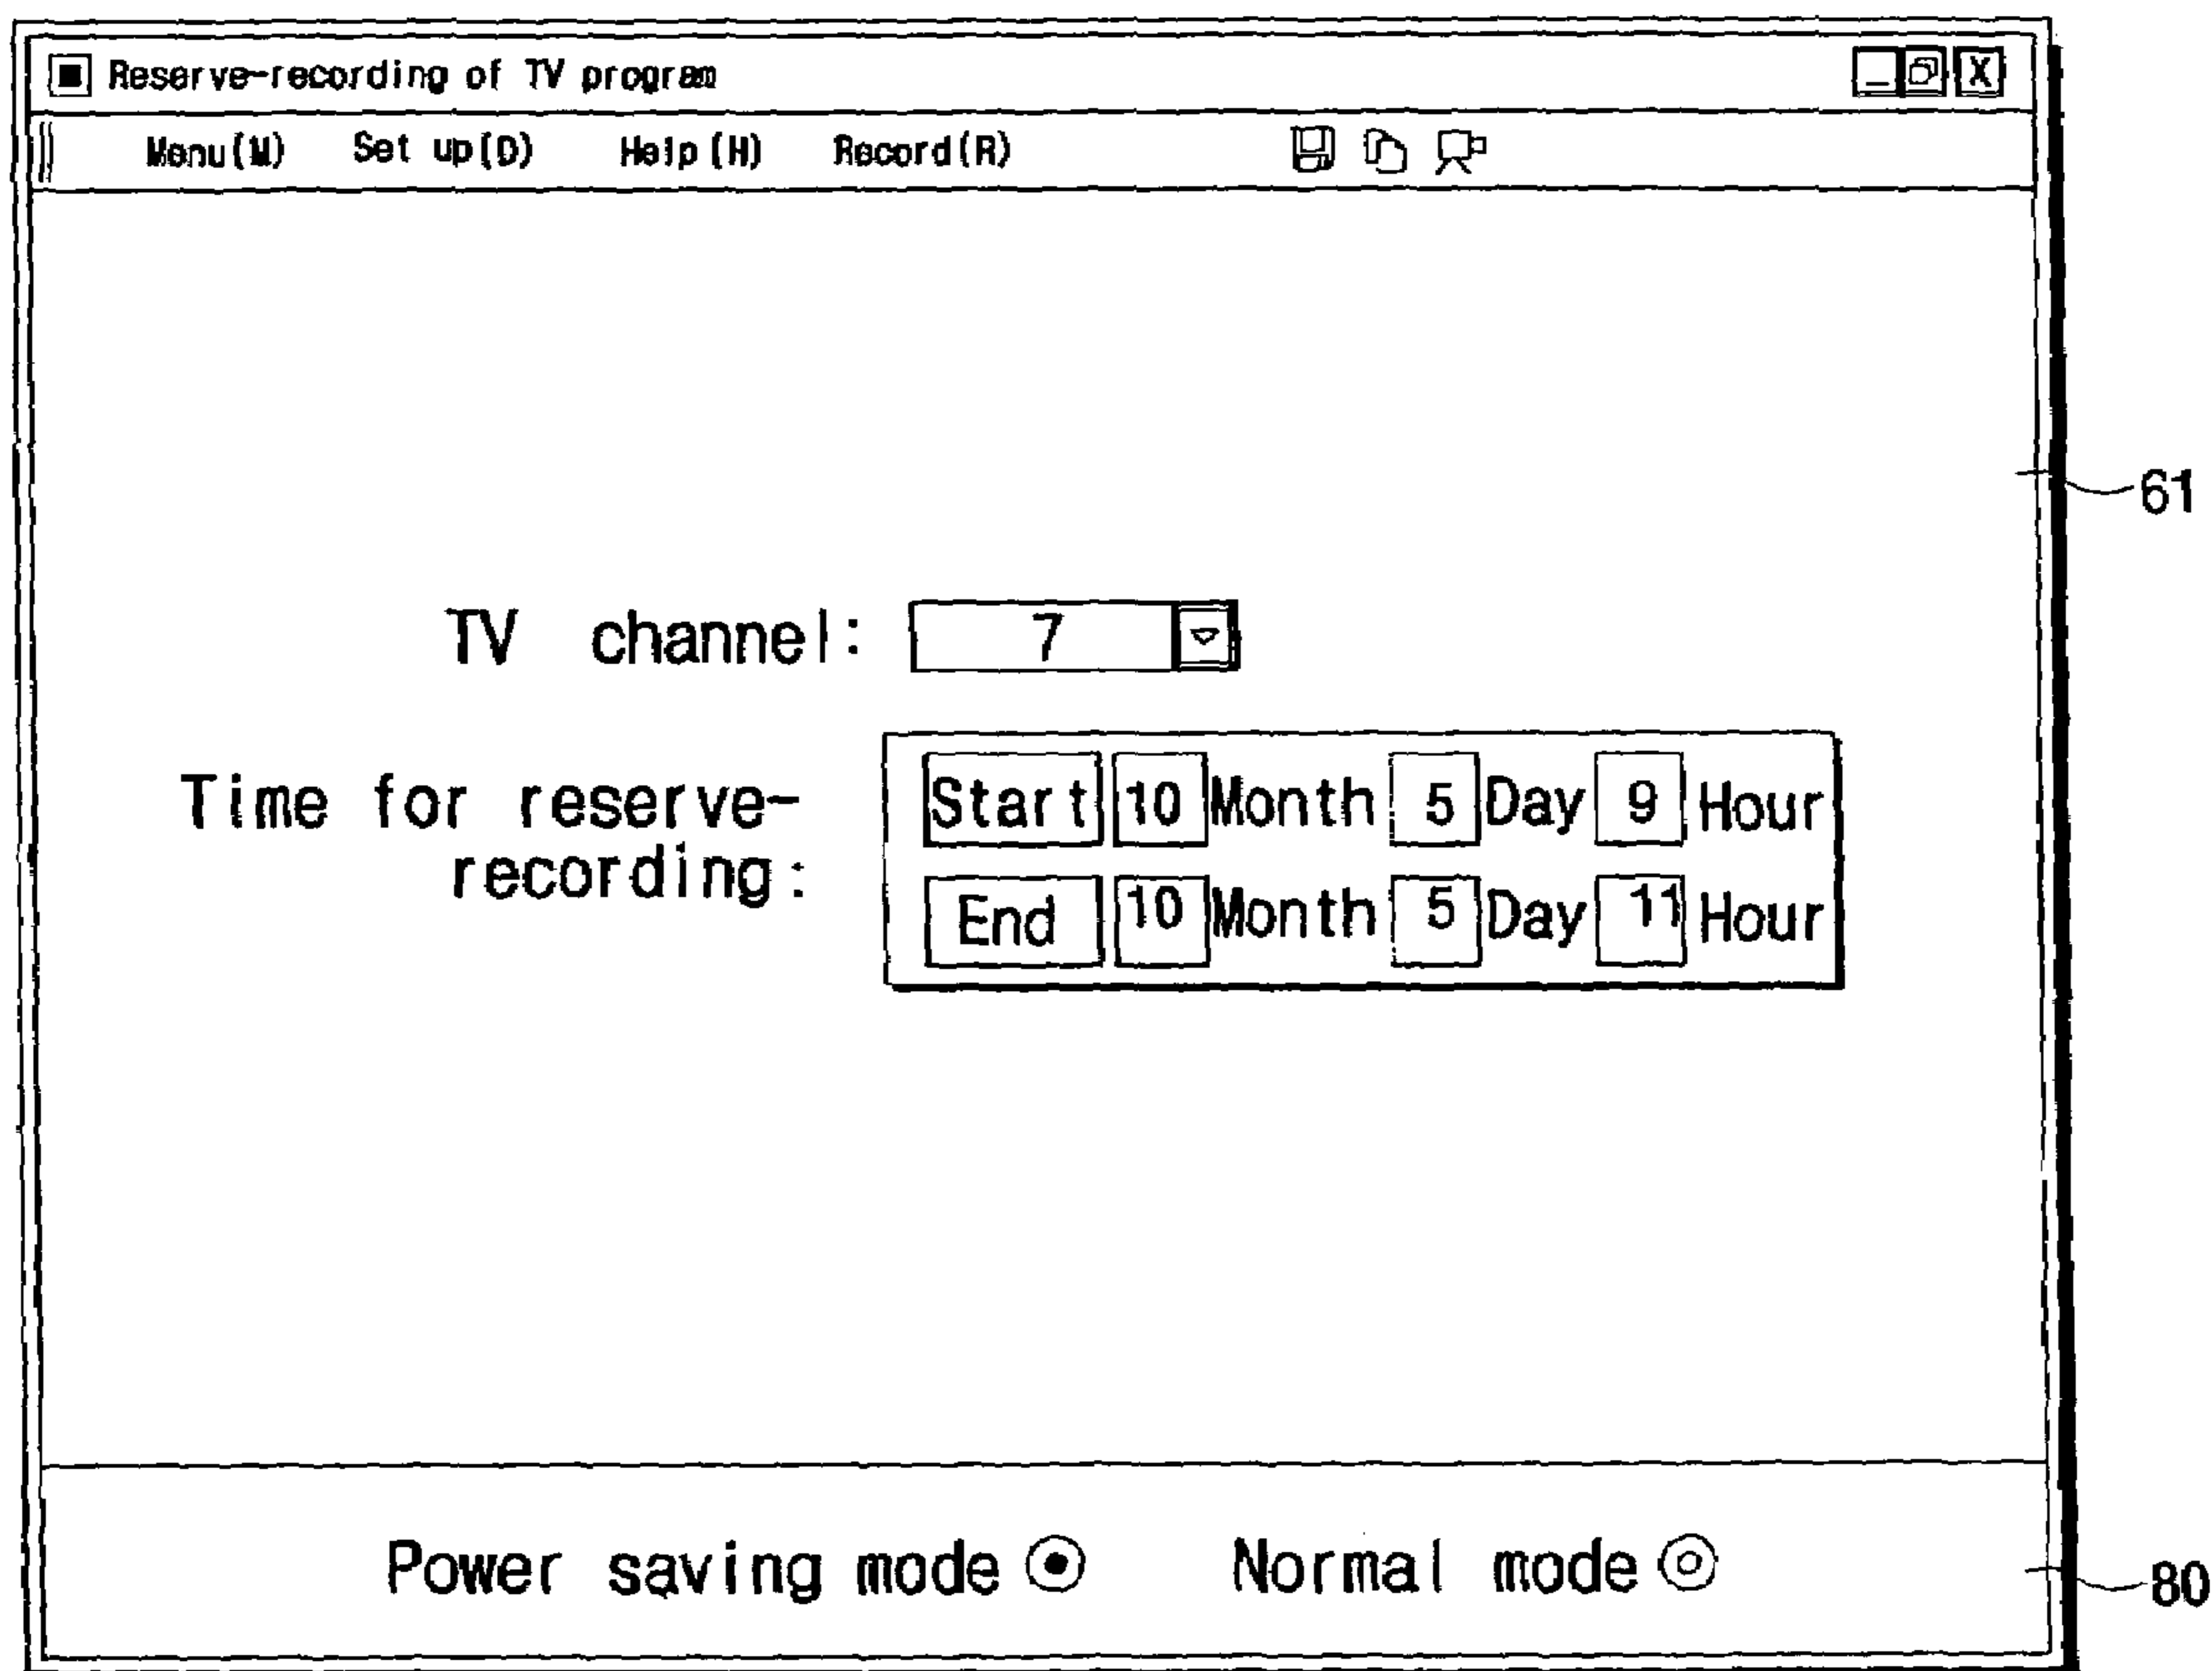 Reserve-recording of TV program
_ X
Menu(M) Set up(D) Help(H) Record(R)
61
TV channel: 7
Time for reserve-
recording:
Start 10 Month 5 Day 9 Hour
End 10 Month 5 Day 11 Hour
Power saving mode Normal mode
80